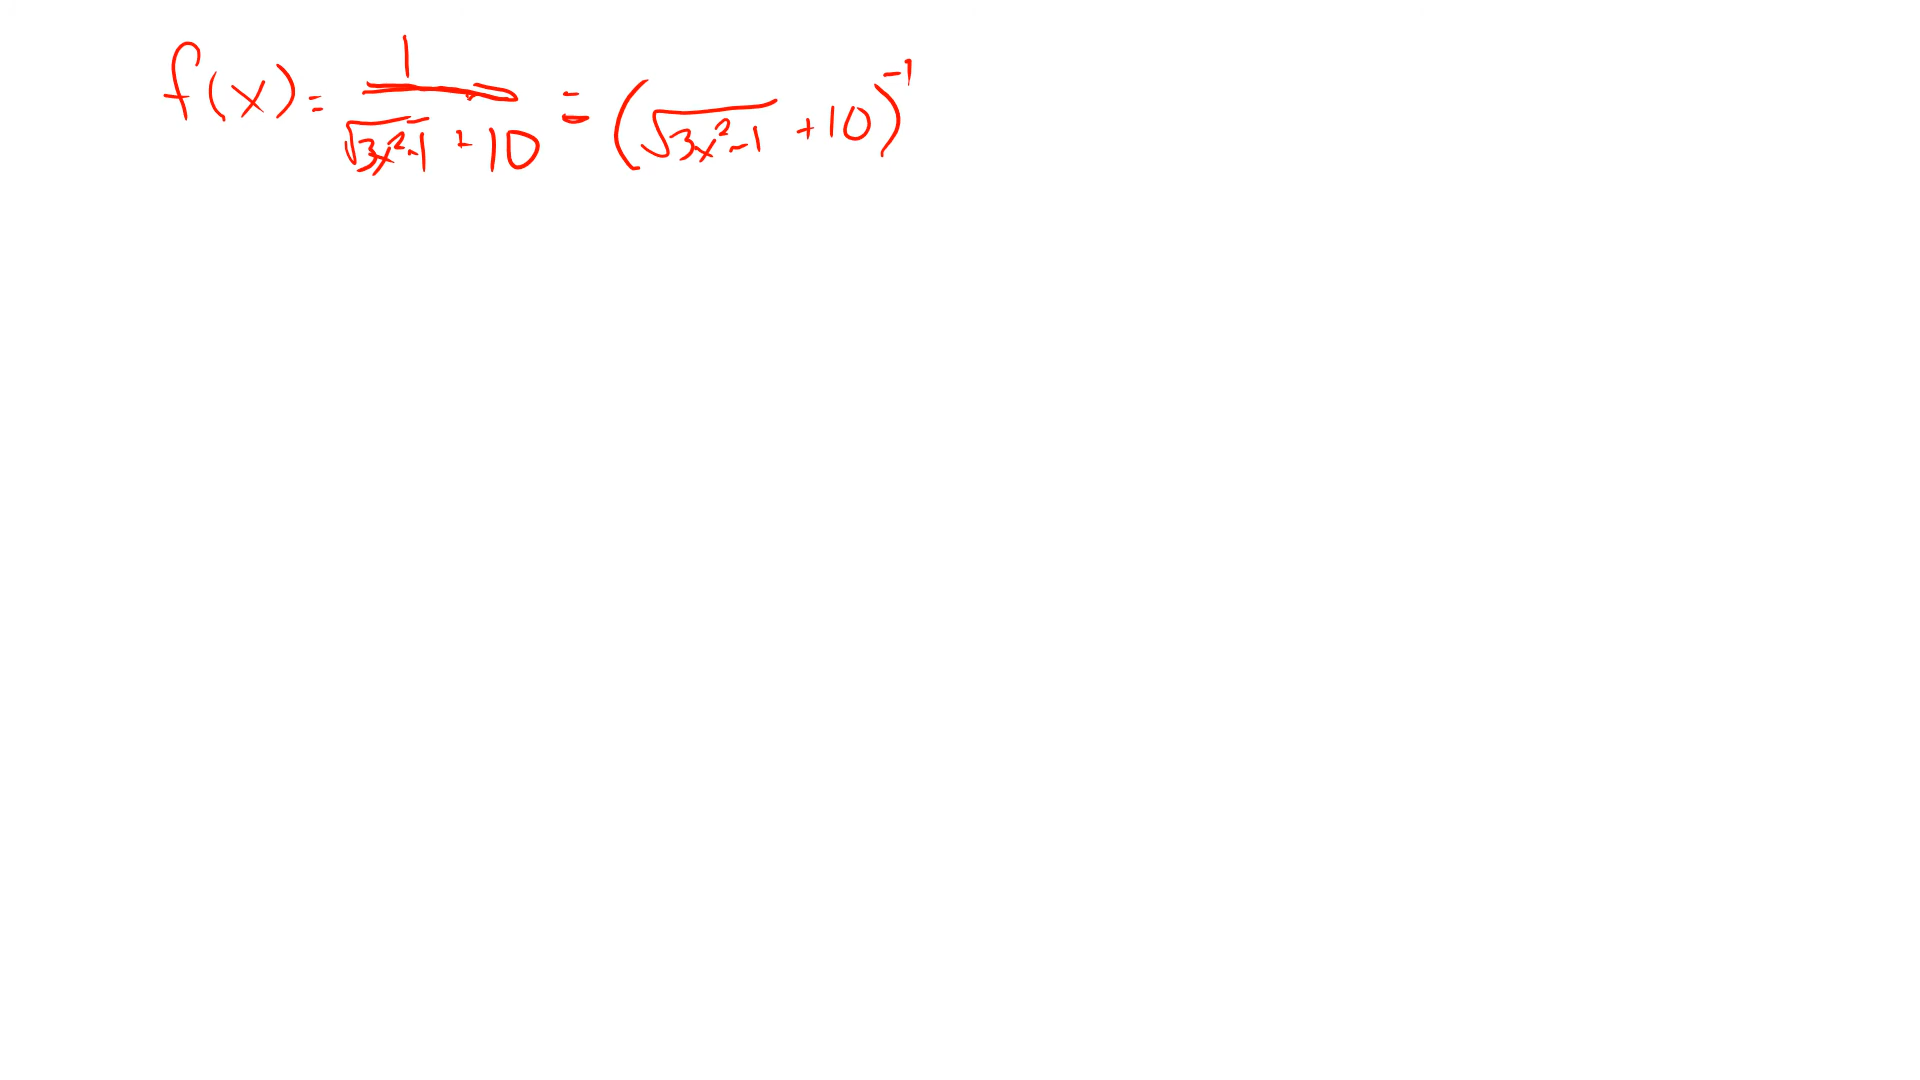 f(x) = 1/(√(3x²-1) + 10) = (√(3x²-1) + 10)⁻¹